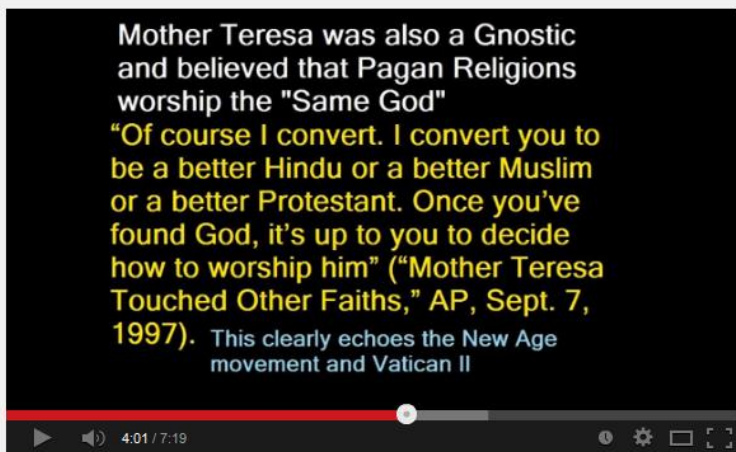 Mother Teresa was also a Gnostic
and believed that Pagan Religions
worship the "Same God"
“Of course I convert. I convert you to
be a better Hindu or a better Muslim
or a better Protestant. Once you’ve
found God, it’s up to you to decide
how to worship him” (“Mother Teresa
Touched Other Faiths,” AP, Sept. 7,
1997). This clearly echoes the New Age
movement and Vatican II
4:01 / 7:19